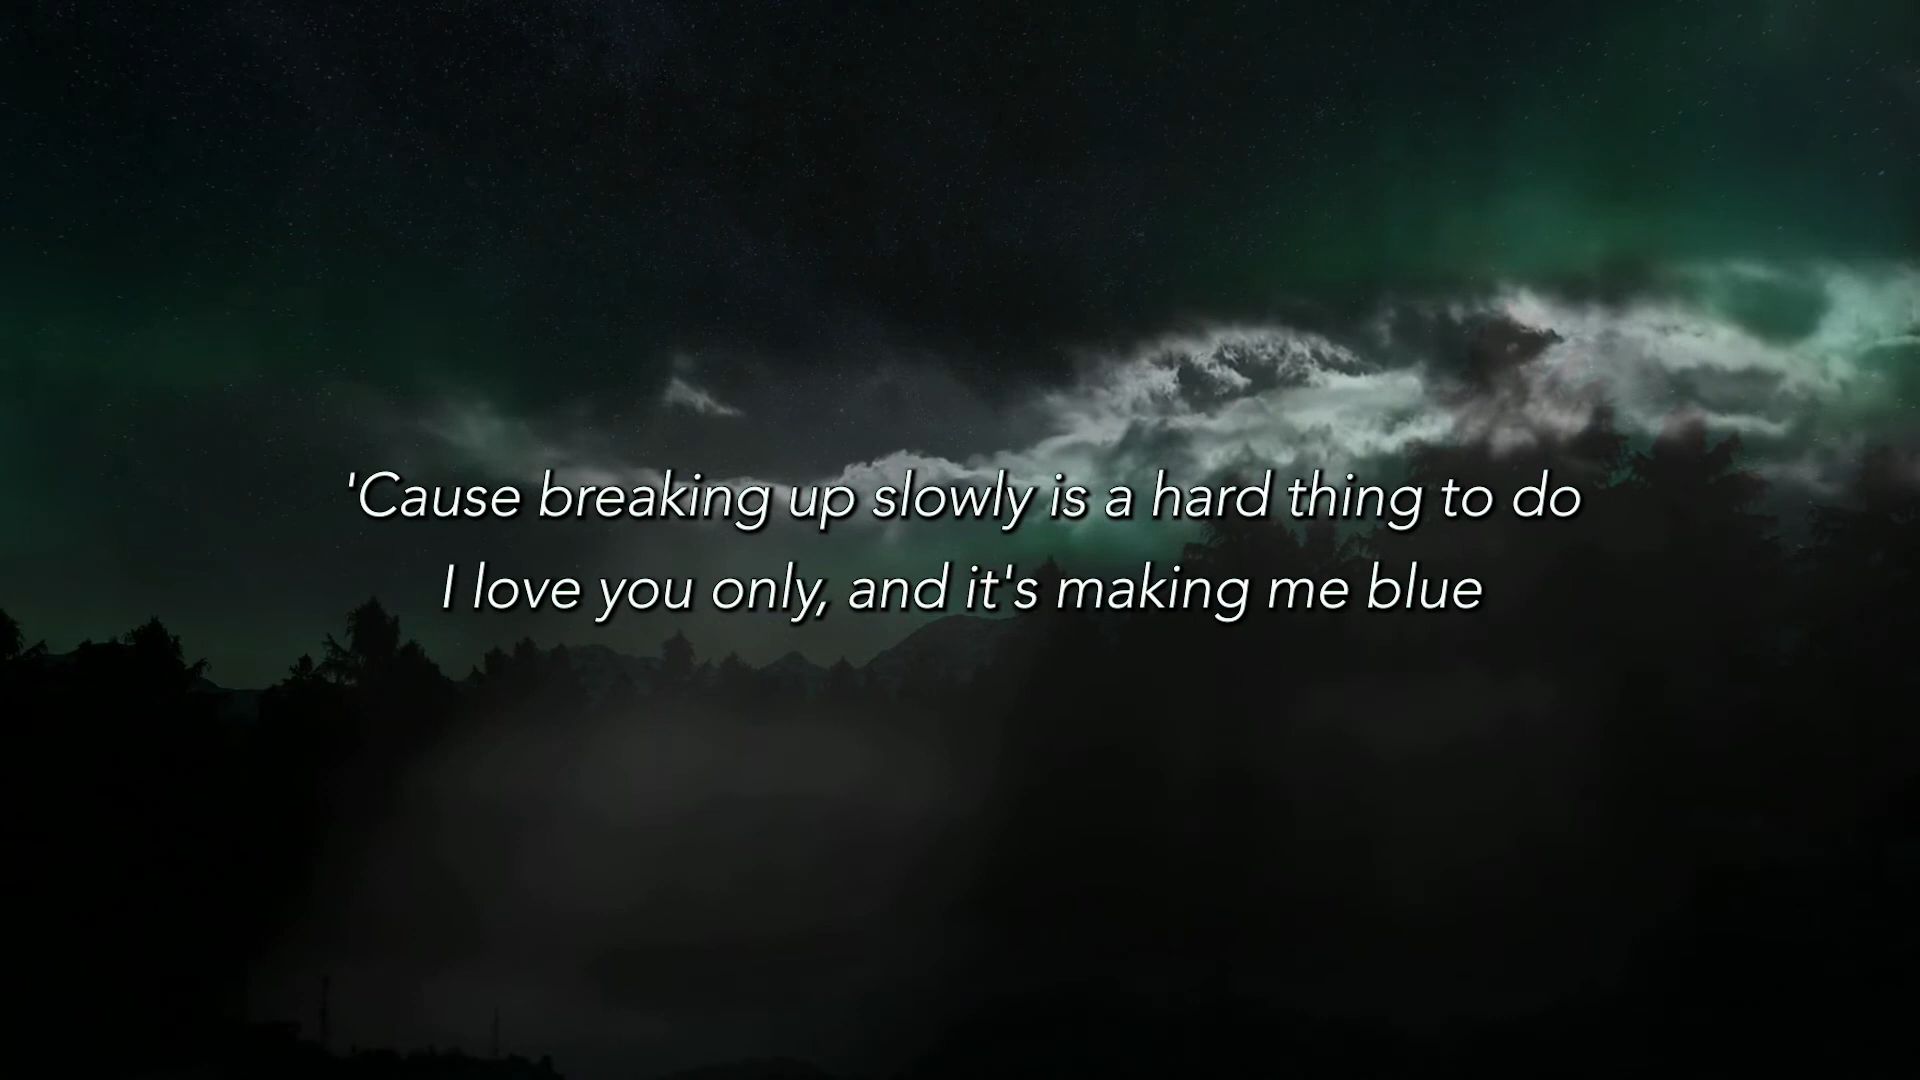 'Cause breaking up slowly is a hard thing to do
I love you only, and it's making me blue